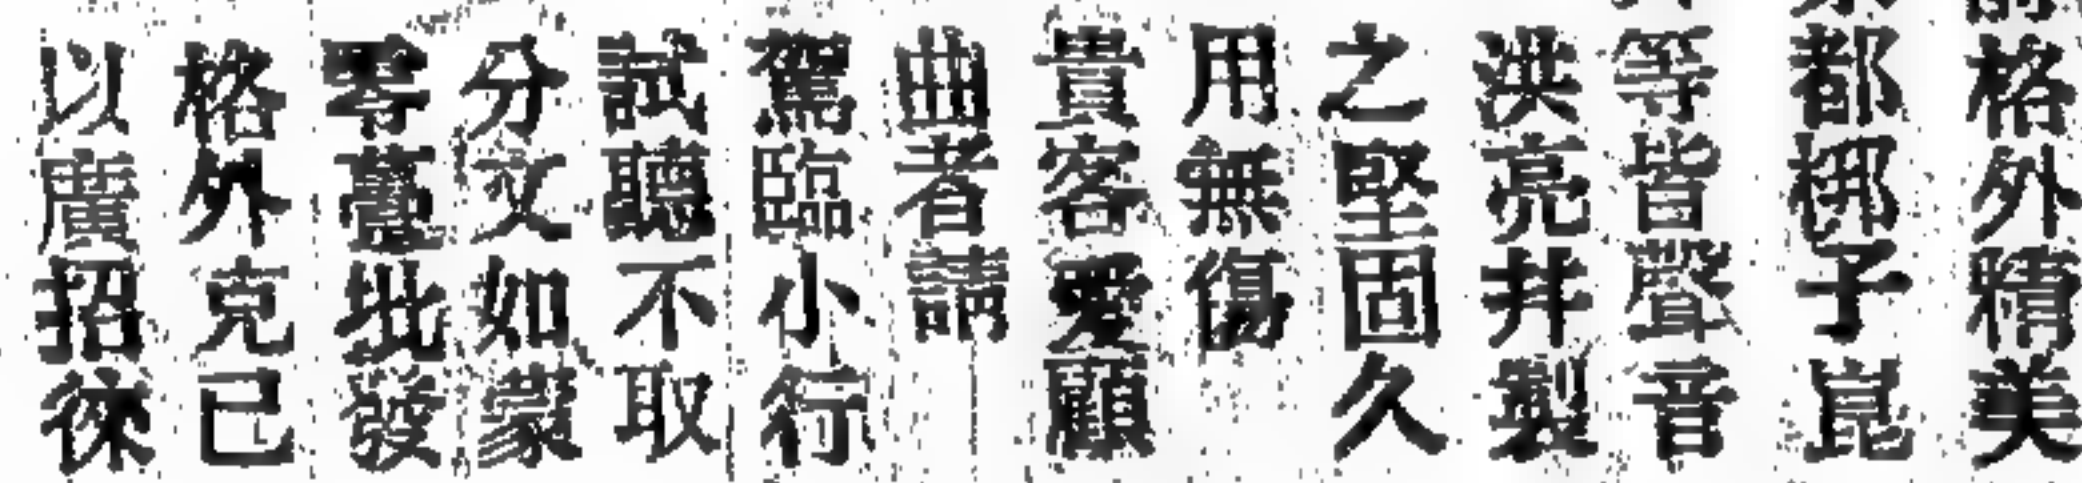 格外精美
都梆子崑
等皆聲音
洪亮并製
之堅固久
用無傷
貴客愛顧
曲者請
駕臨小行
試聽不取
分文如蒙
零躉批發
格外克己
以廣招徠